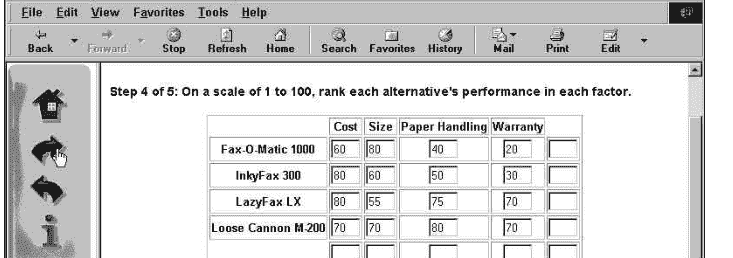 File Edit View Favorites Tools Help
Back Forward Stop Refresh Home Search Favorites History Mail Print Edit
Step 4 of 5: On a scale of 1 to 100, rank each alternative's performance in each factor.
Cost Size Paper Handling Warranty
Fax-O-Matic 1000 60 80 40 20
InkyFax 300 80 60 50 30
LazyFax LX 80 55 75 70
Loose Cannon M-200 70 70 80 70